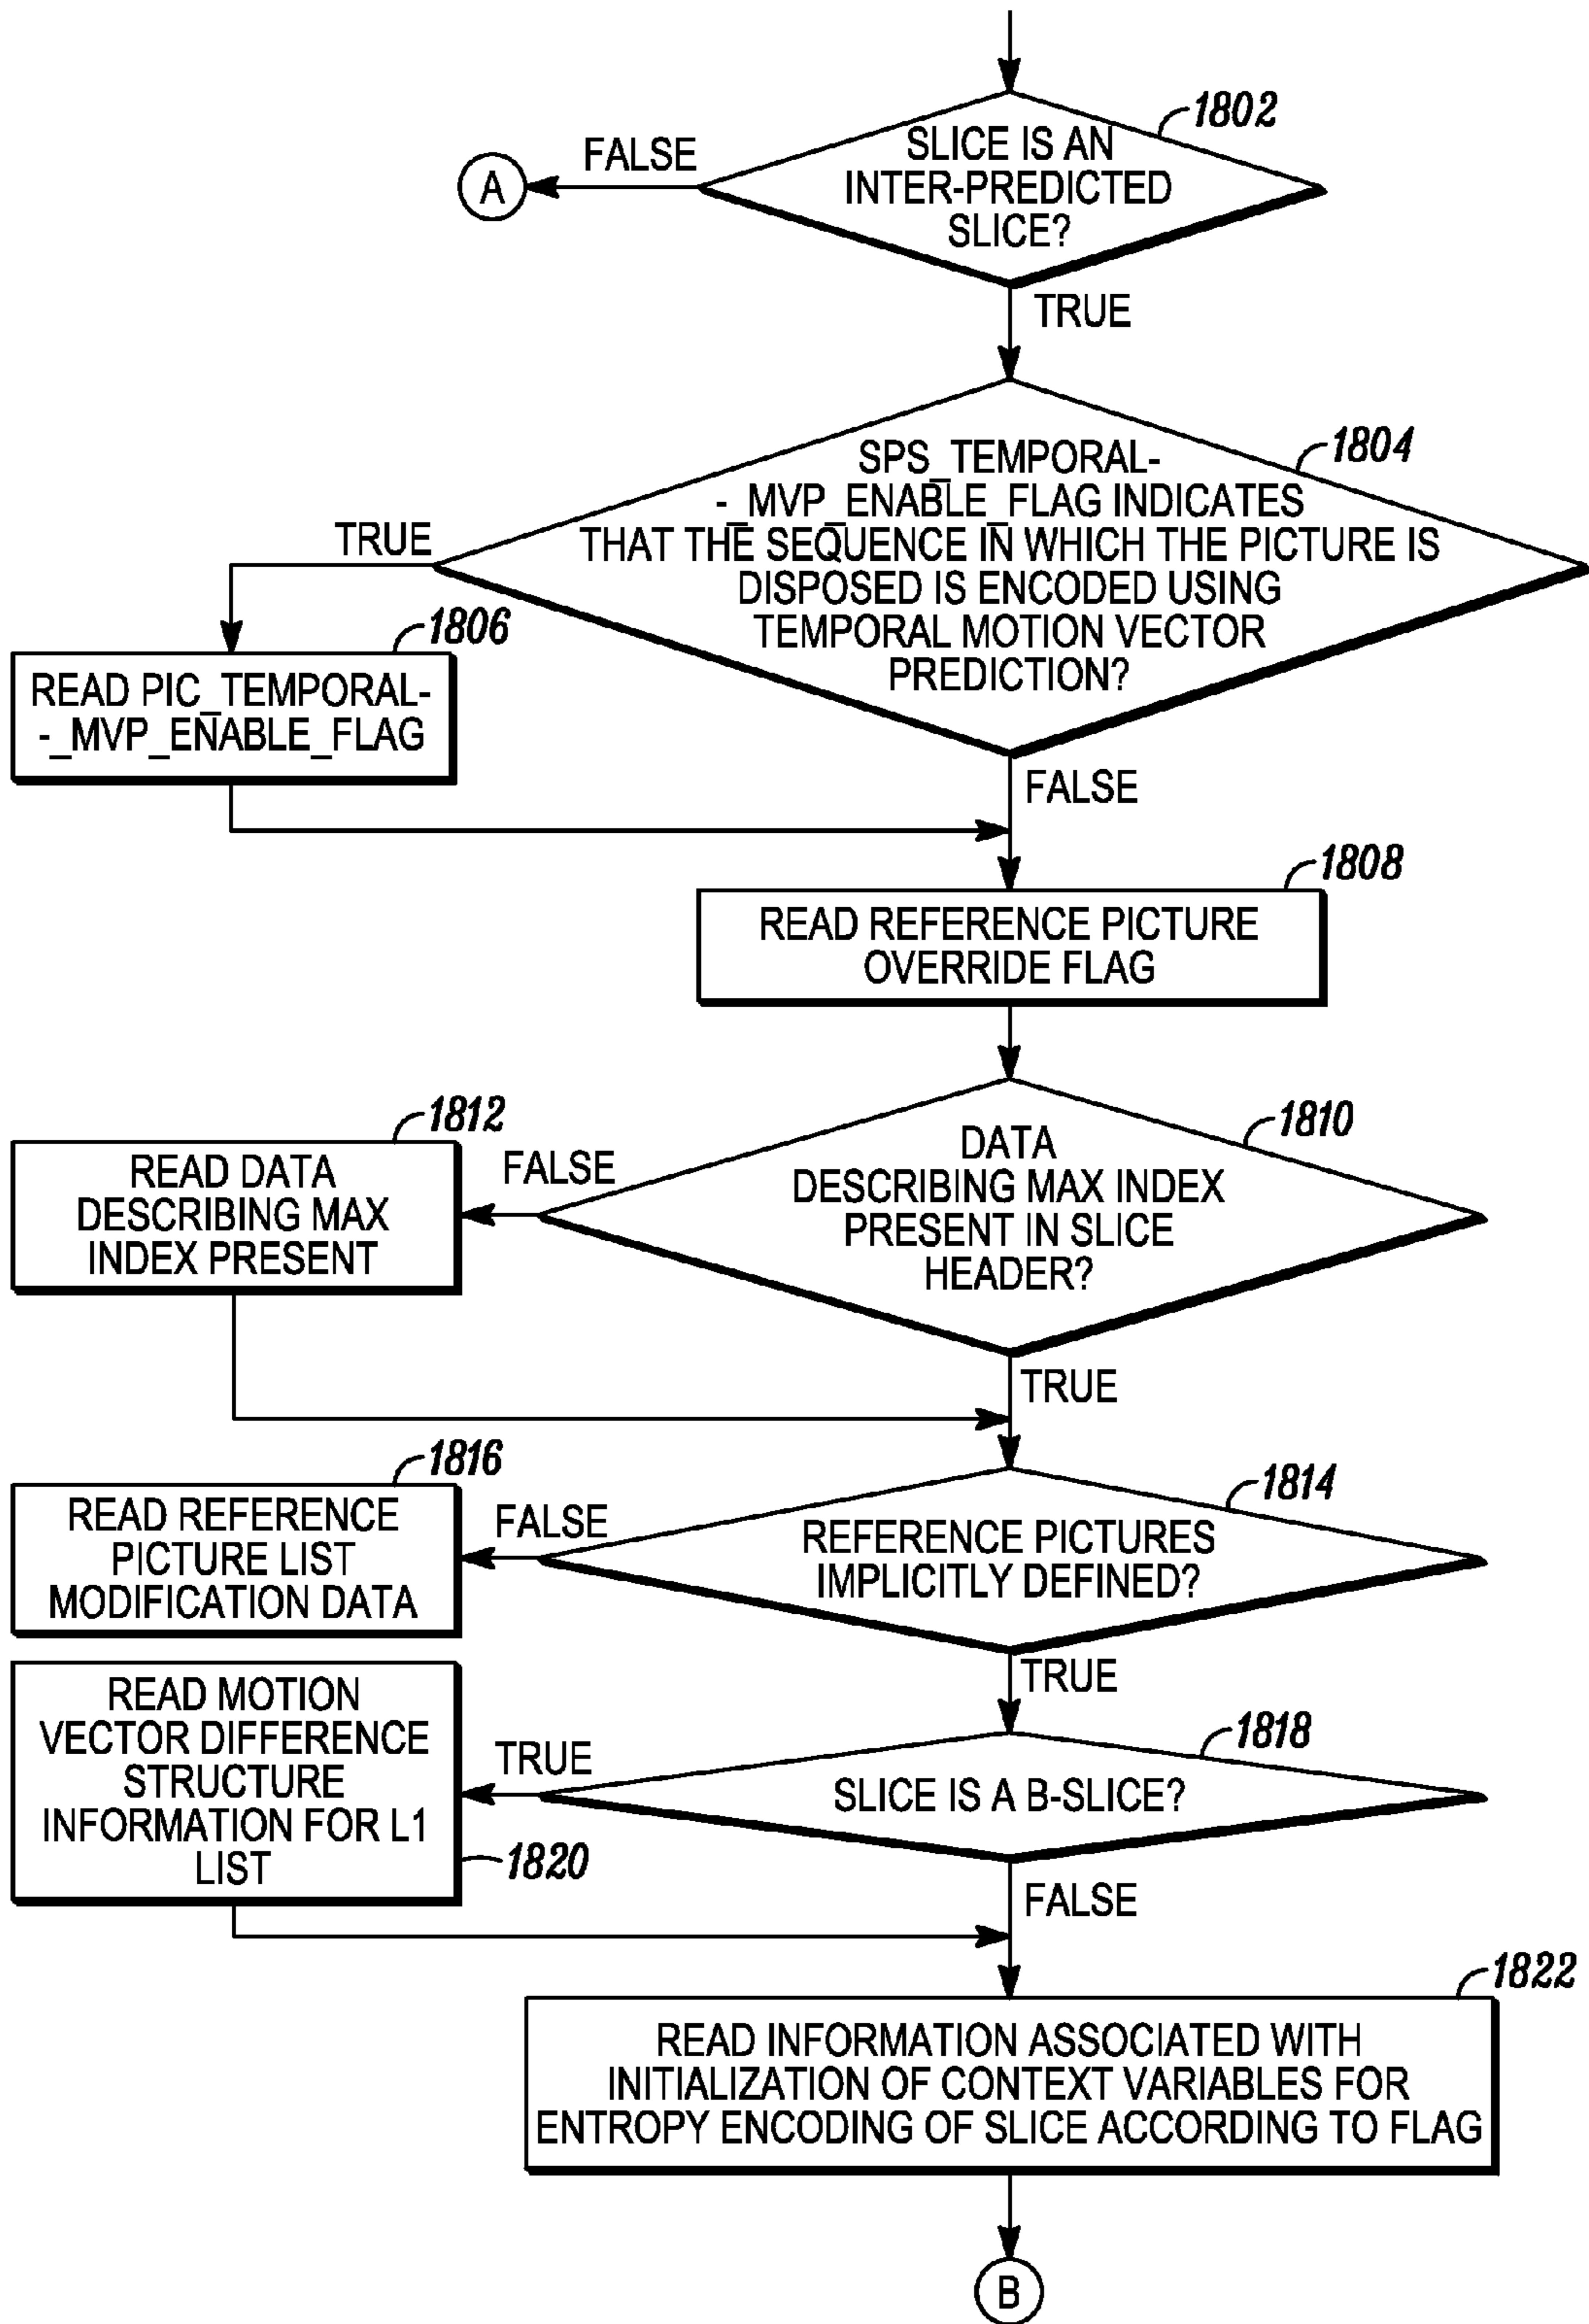 1802
SLICE IS AN
INTER-PREDICTED
SLICE?
FALSE
A
TRUE
1804
SPS_TEMPORAL-
-_MVP_ENABLE_FLAG INDICATES
THAT THE SEQUENCE IN WHICH THE PICTURE IS
DISPOSED IS ENCODED USING
TEMPORAL MOTION VECTOR
PREDICTION?
TRUE
1806
READ PIC_TEMPORAL-
-_MVP_ENABLE_FLAG
FALSE
1808
READ REFERENCE PICTURE
OVERRIDE FLAG
1810
DATA
DESCRIBING MAX INDEX
PRESENT IN SLICE
HEADER?
FALSE
1812
READ DATA
DESCRIBING MAX
INDEX PRESENT
TRUE
1814
REFERENCE PICTURES
IMPLICITLY DEFINED?
FALSE
1816
READ REFERENCE
PICTURE LIST
MODIFICATION DATA
TRUE
1818
SLICE IS A B-SLICE?
TRUE
READ MOTION
VECTOR DIFFERENCE
STRUCTURE
INFORMATION FOR L1
LIST
1820
FALSE
1822
READ INFORMATION ASSOCIATED WITH
INITIALIZATION OF CONTEXT VARIABLES FOR
ENTROPY ENCODING OF SLICE ACCORDING TO FLAG
B